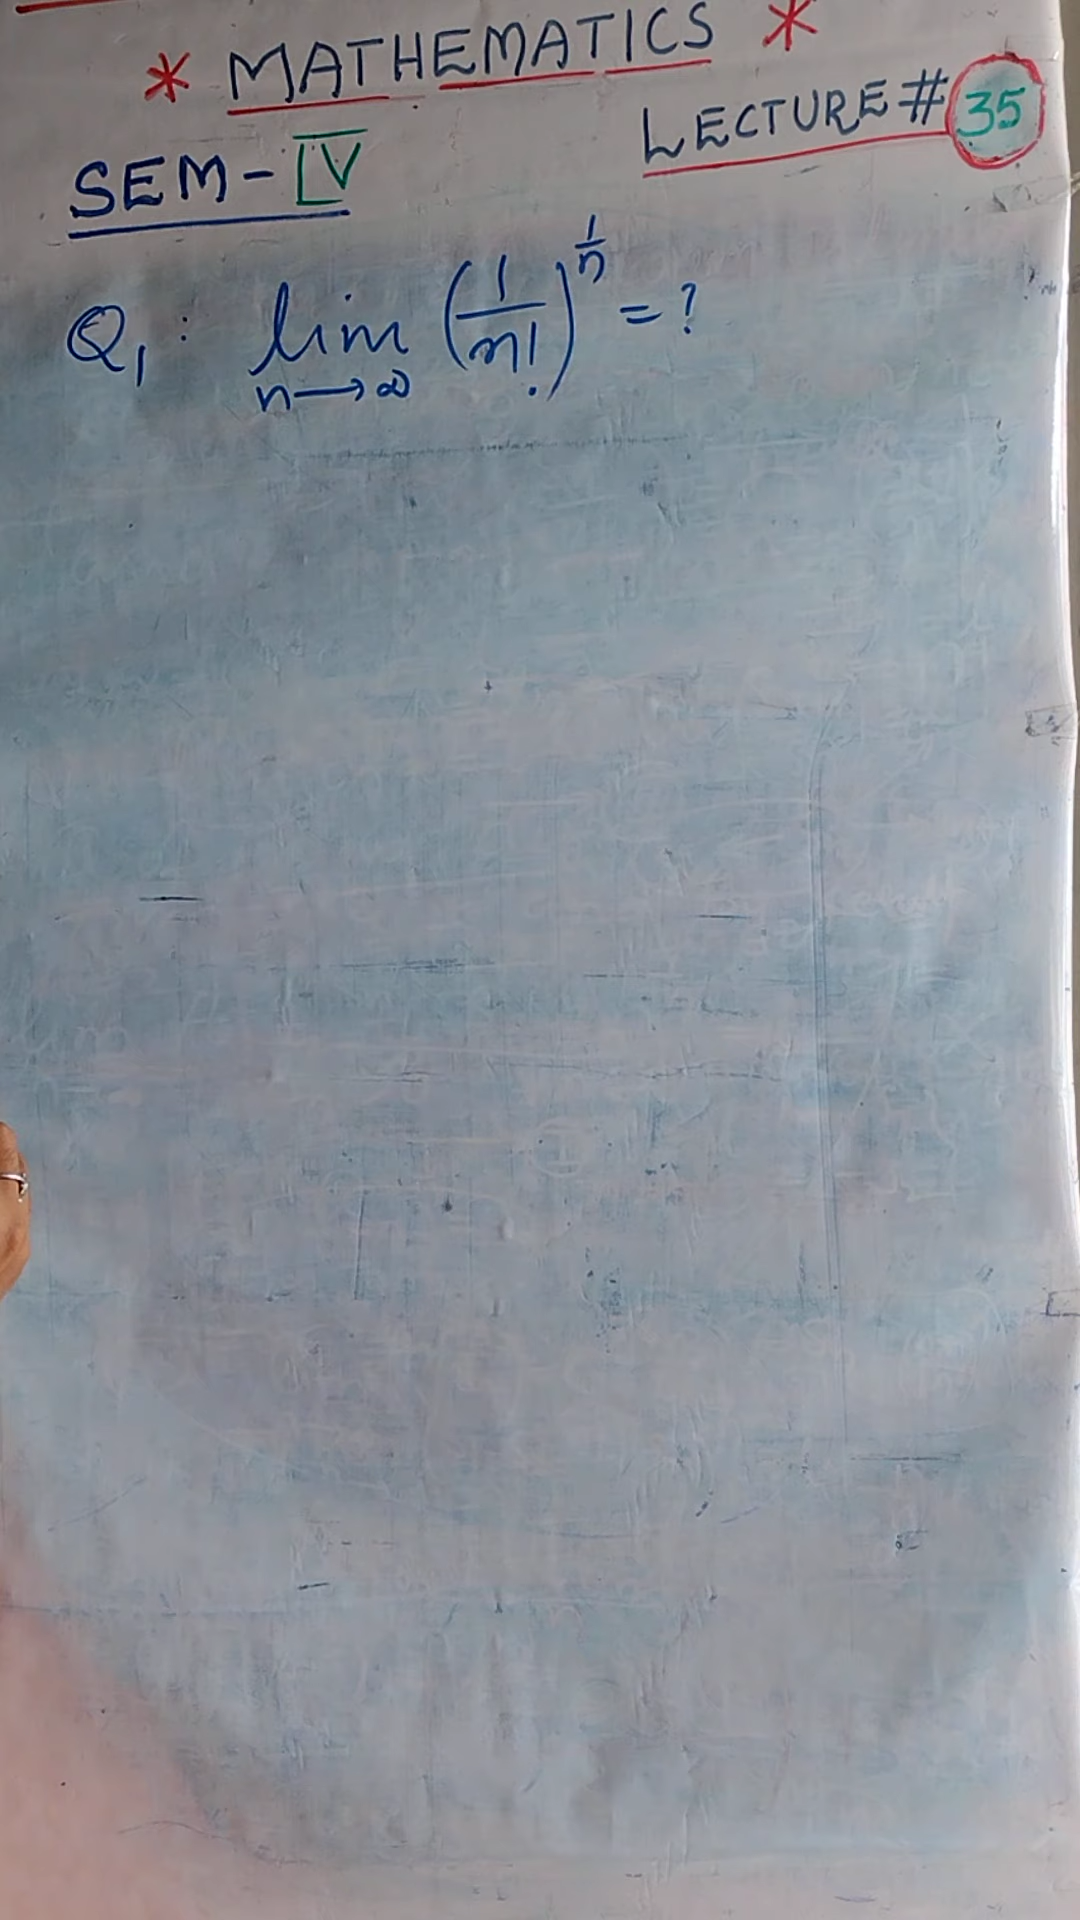 * MATHEMATICS *
LECTURE # 35
SEM - IV
Q₁ : lim n→∞ (1/n!)^(1/n) = ?